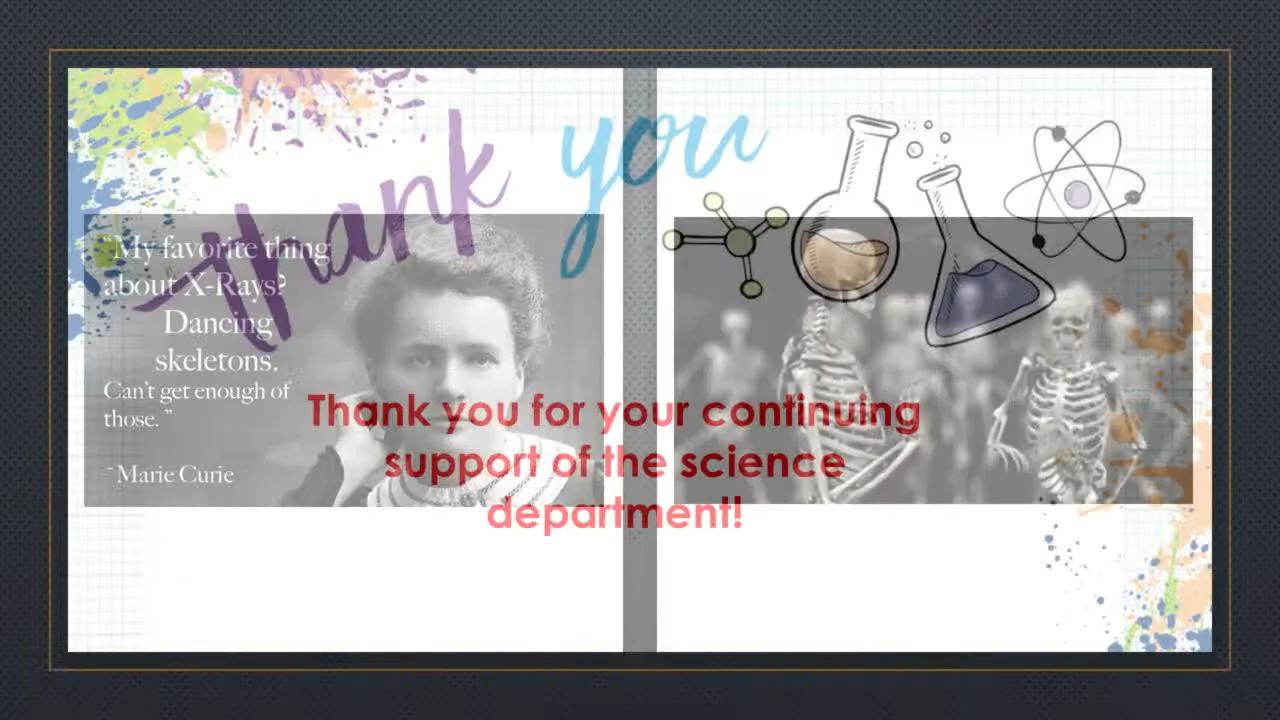 thank you
"My favorite thing
about X-Rays?
Dancing
skeletons.
Can't get enough of
those."
~Marie Curie
Thank you for your continuing
support of the science
department!